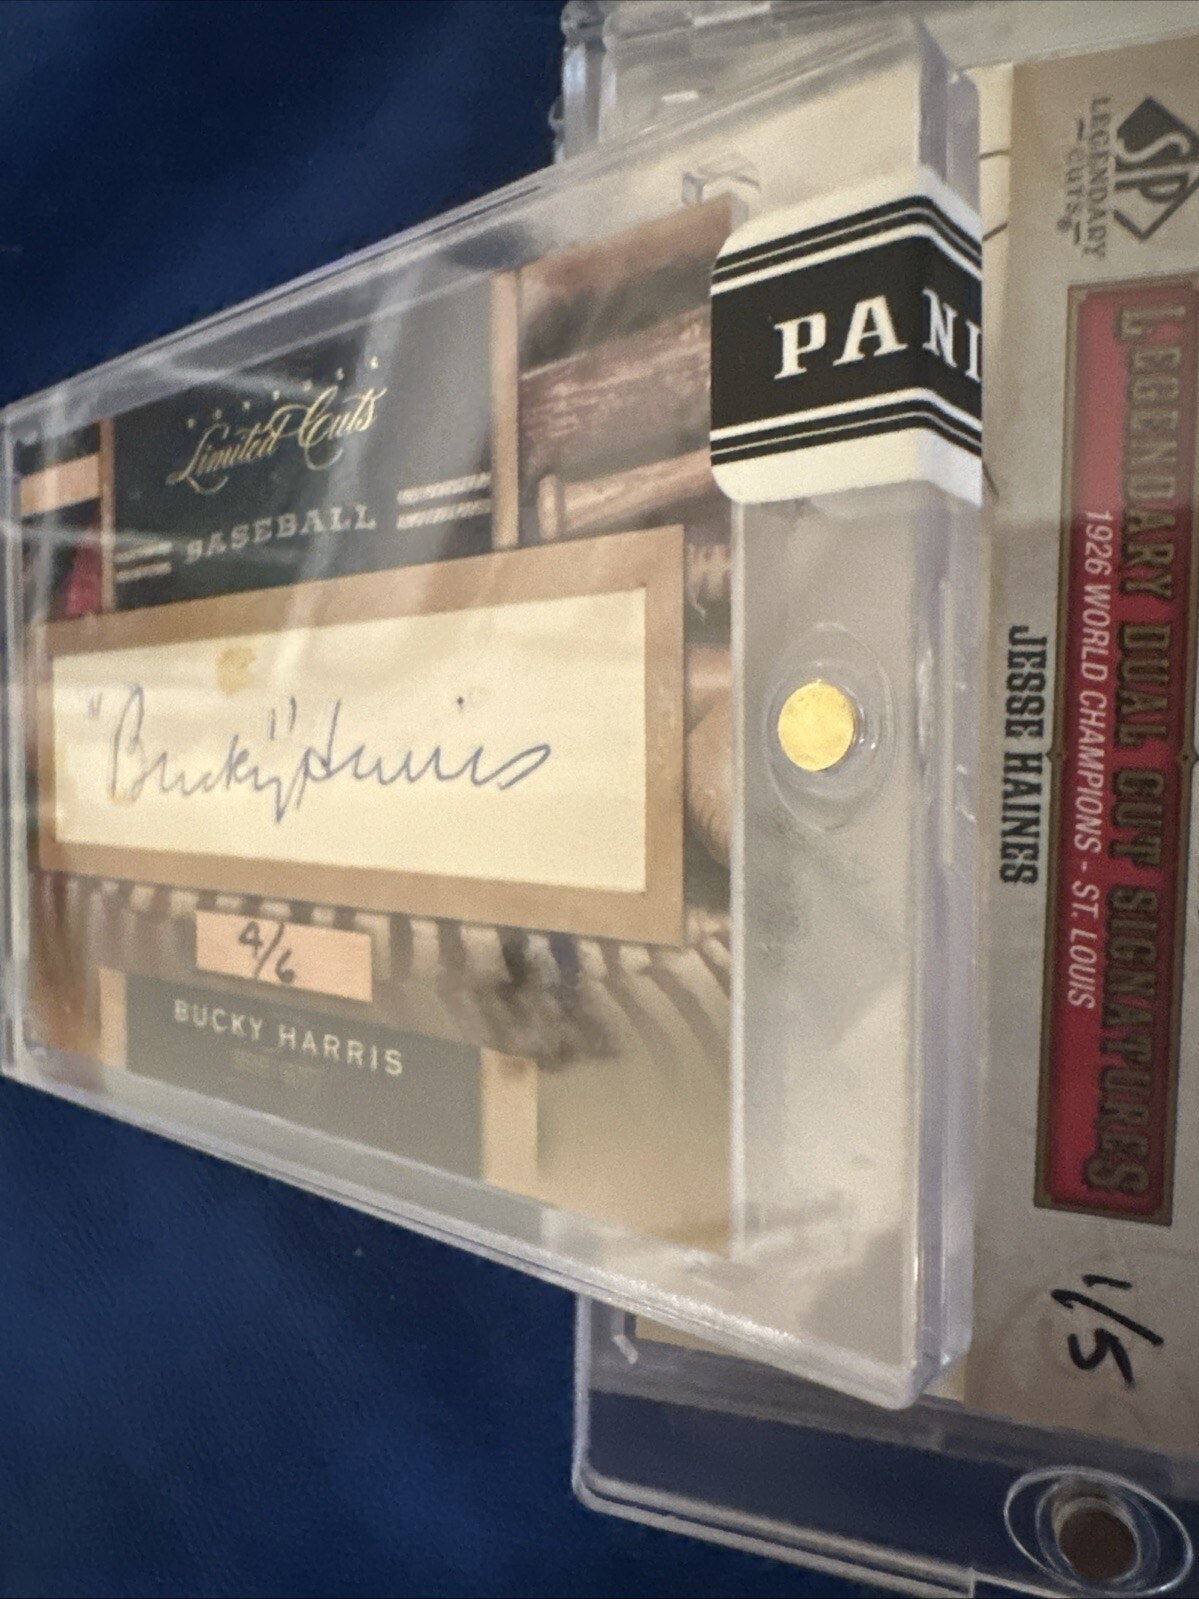 PANI
Limited Cuts
BASEBALL
"Bucky" Harris
4/6
BUCKY HARRIS
SP
LEGENDARY
CUTS
LEGENDARY DUAL CUT SIGNATURES
1926 WORLD CHAMPIONS - ST. LOUIS
JESSE HAINES
1/5